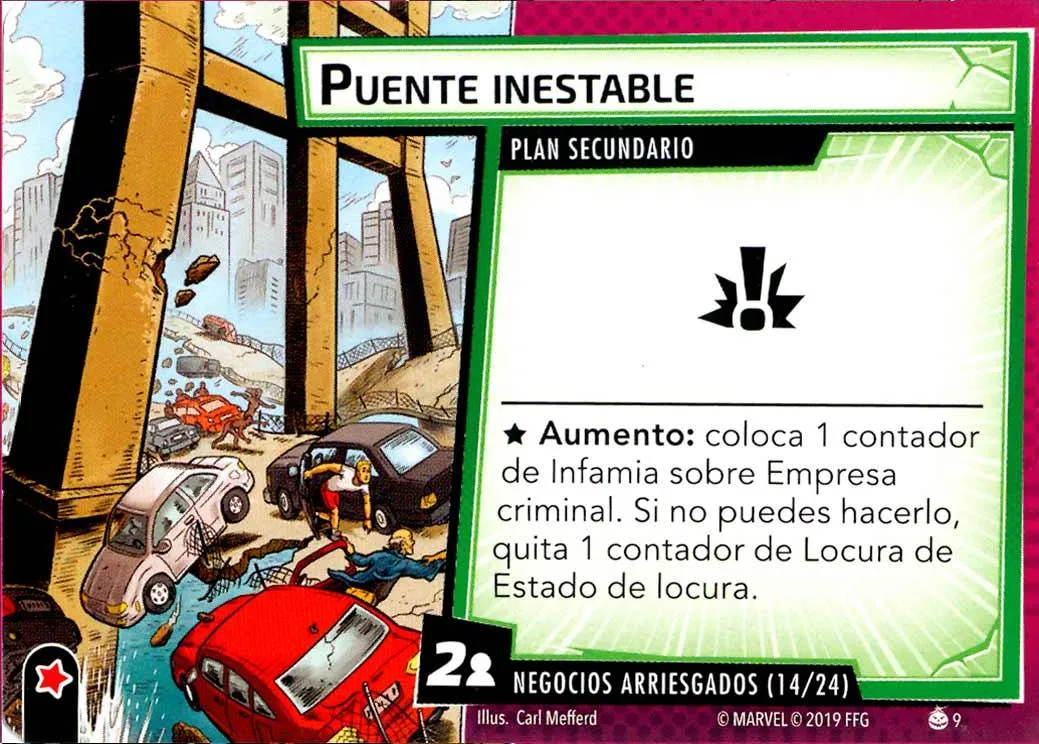 PUENTE INESTABLE
PLAN SECUNDARIO
★ Aumento: coloca 1 contador
de Infamia sobre Empresa
criminal. Si no puedes hacerlo,
quita 1 contador de Locura de
Estado de locura.
2
NEGOCIOS ARRIESGADOS (14/24)
Illus. Carl Mefferd
© MARVEL © 2019 FFG
9